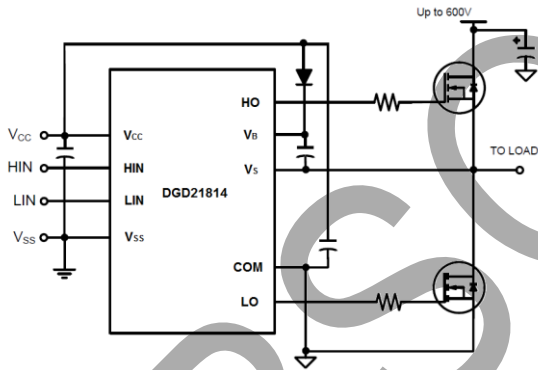 Up to 600V
HO
VCC
VCC
VB
HIN
HIN
VS
TO LOAD
LIN
LIN
DGD21814
VSS
VSS
COM
LO